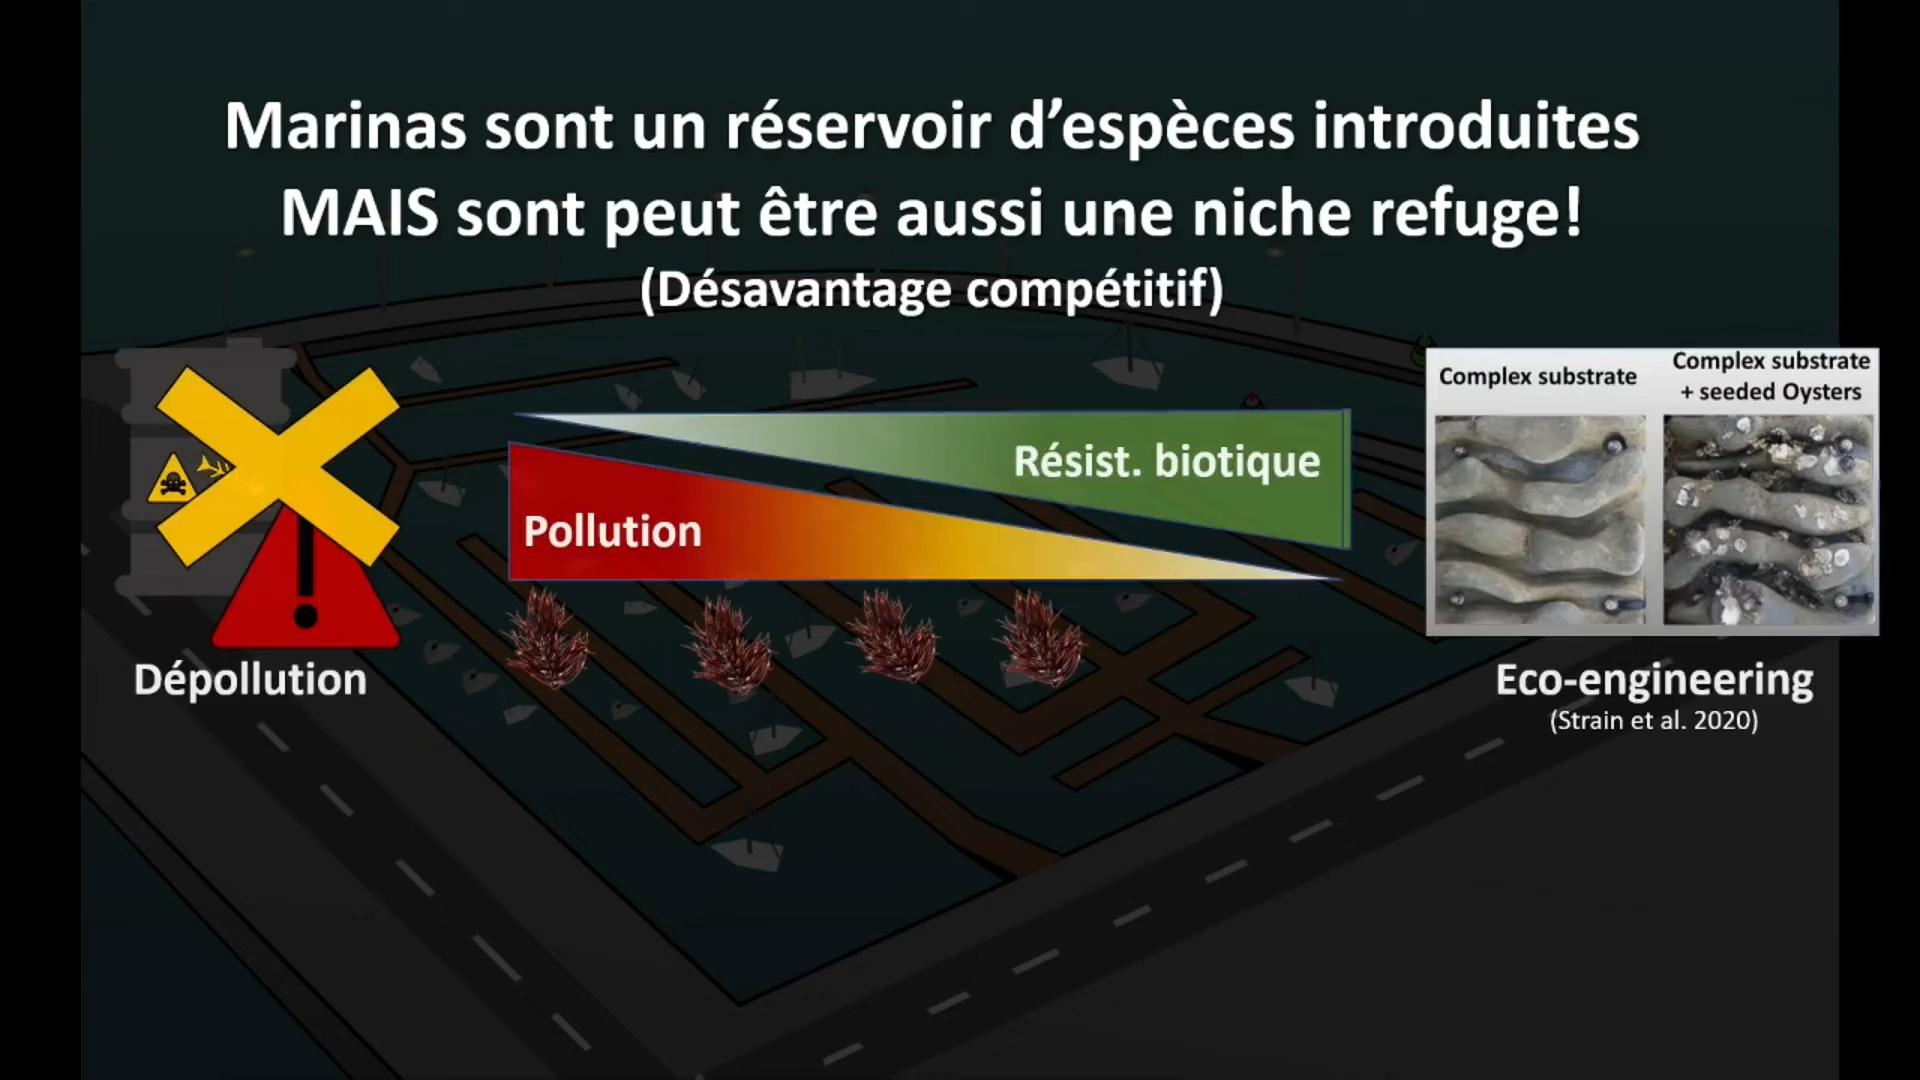 Marinas sont un réservoir d’espèces introduites
MAIS sont peut être aussi une niche refuge!
(Désavantage compétitif)
Complex substrate
Complex substrate
+ seeded Oysters
Résist. biotique
Pollution
Dépollution
Eco-engineering
(Strain et al. 2020)